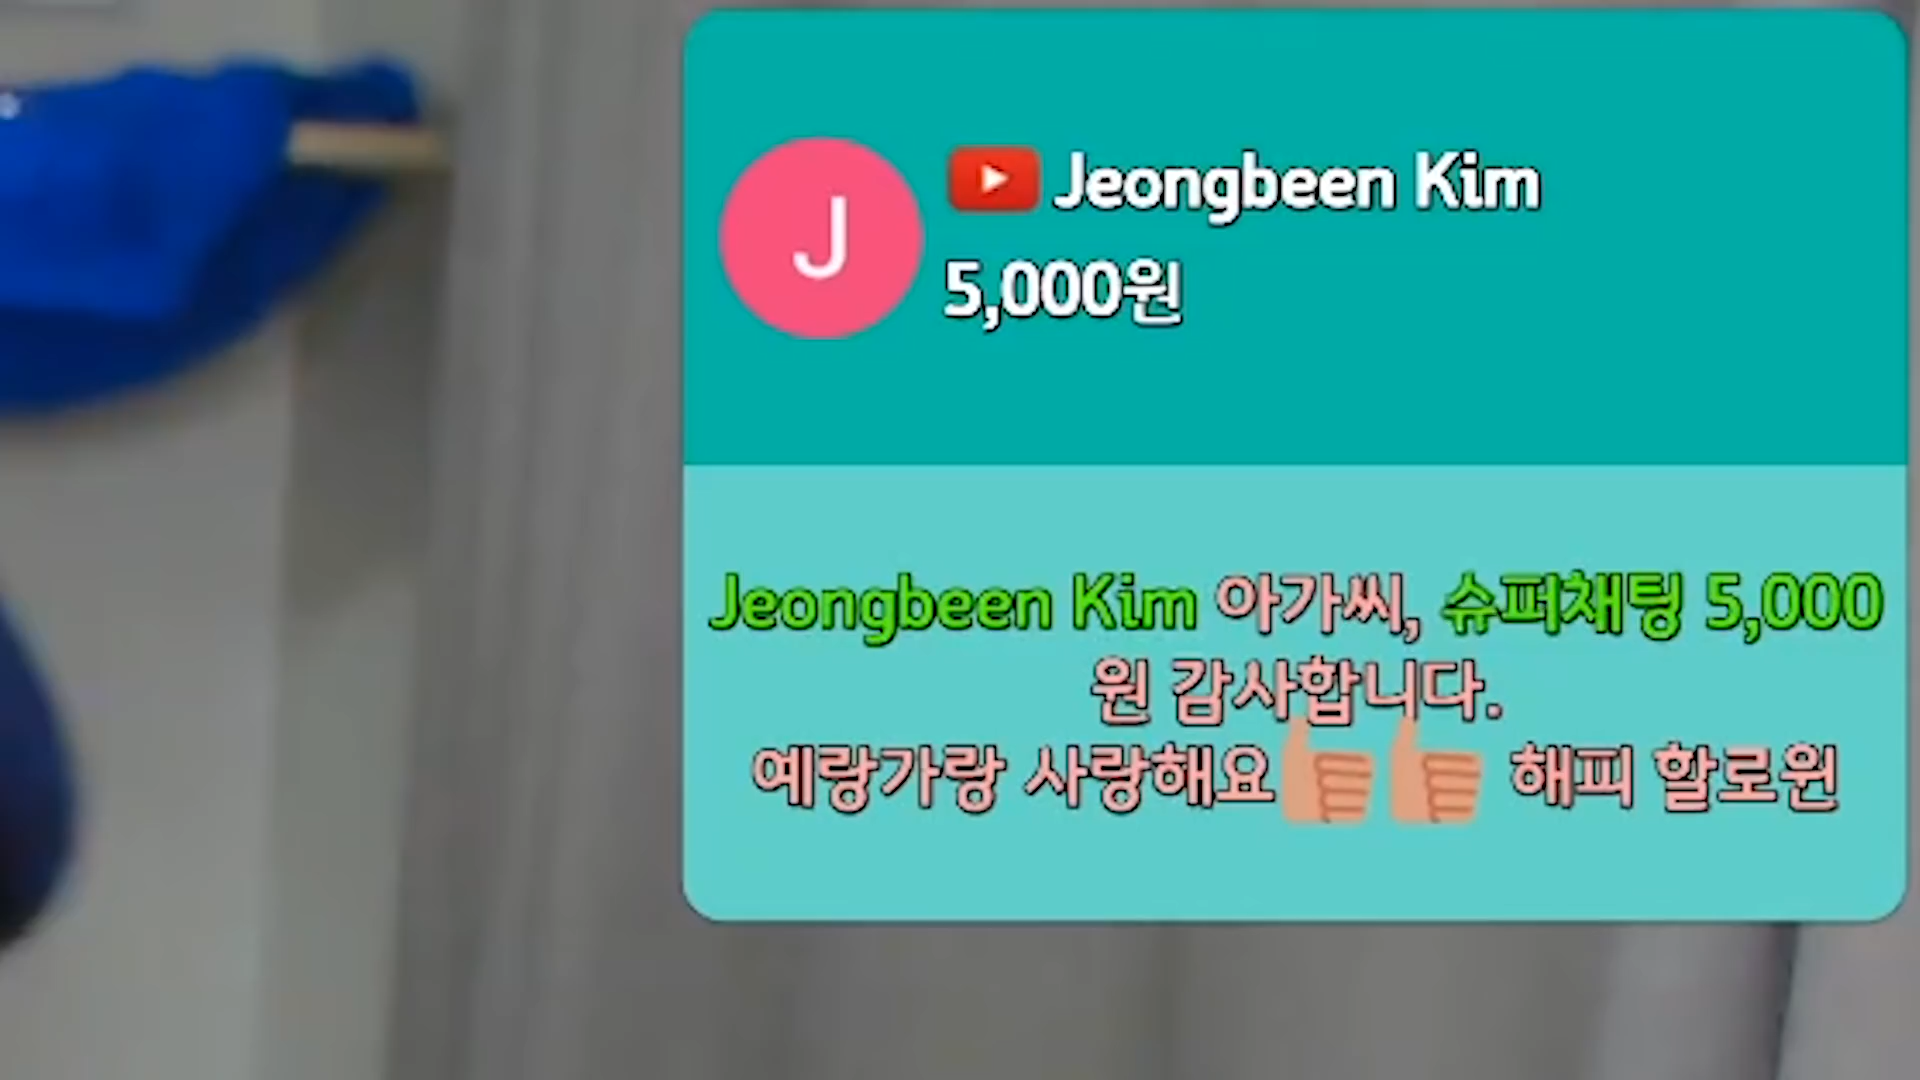 J
Jeongbeen Kim
5,000원
Jeongbeen Kim 아가씨, 슈퍼채팅 5,000
원 감사합니다.
예랑가랑 사랑해요👍👍 해피 할로윈